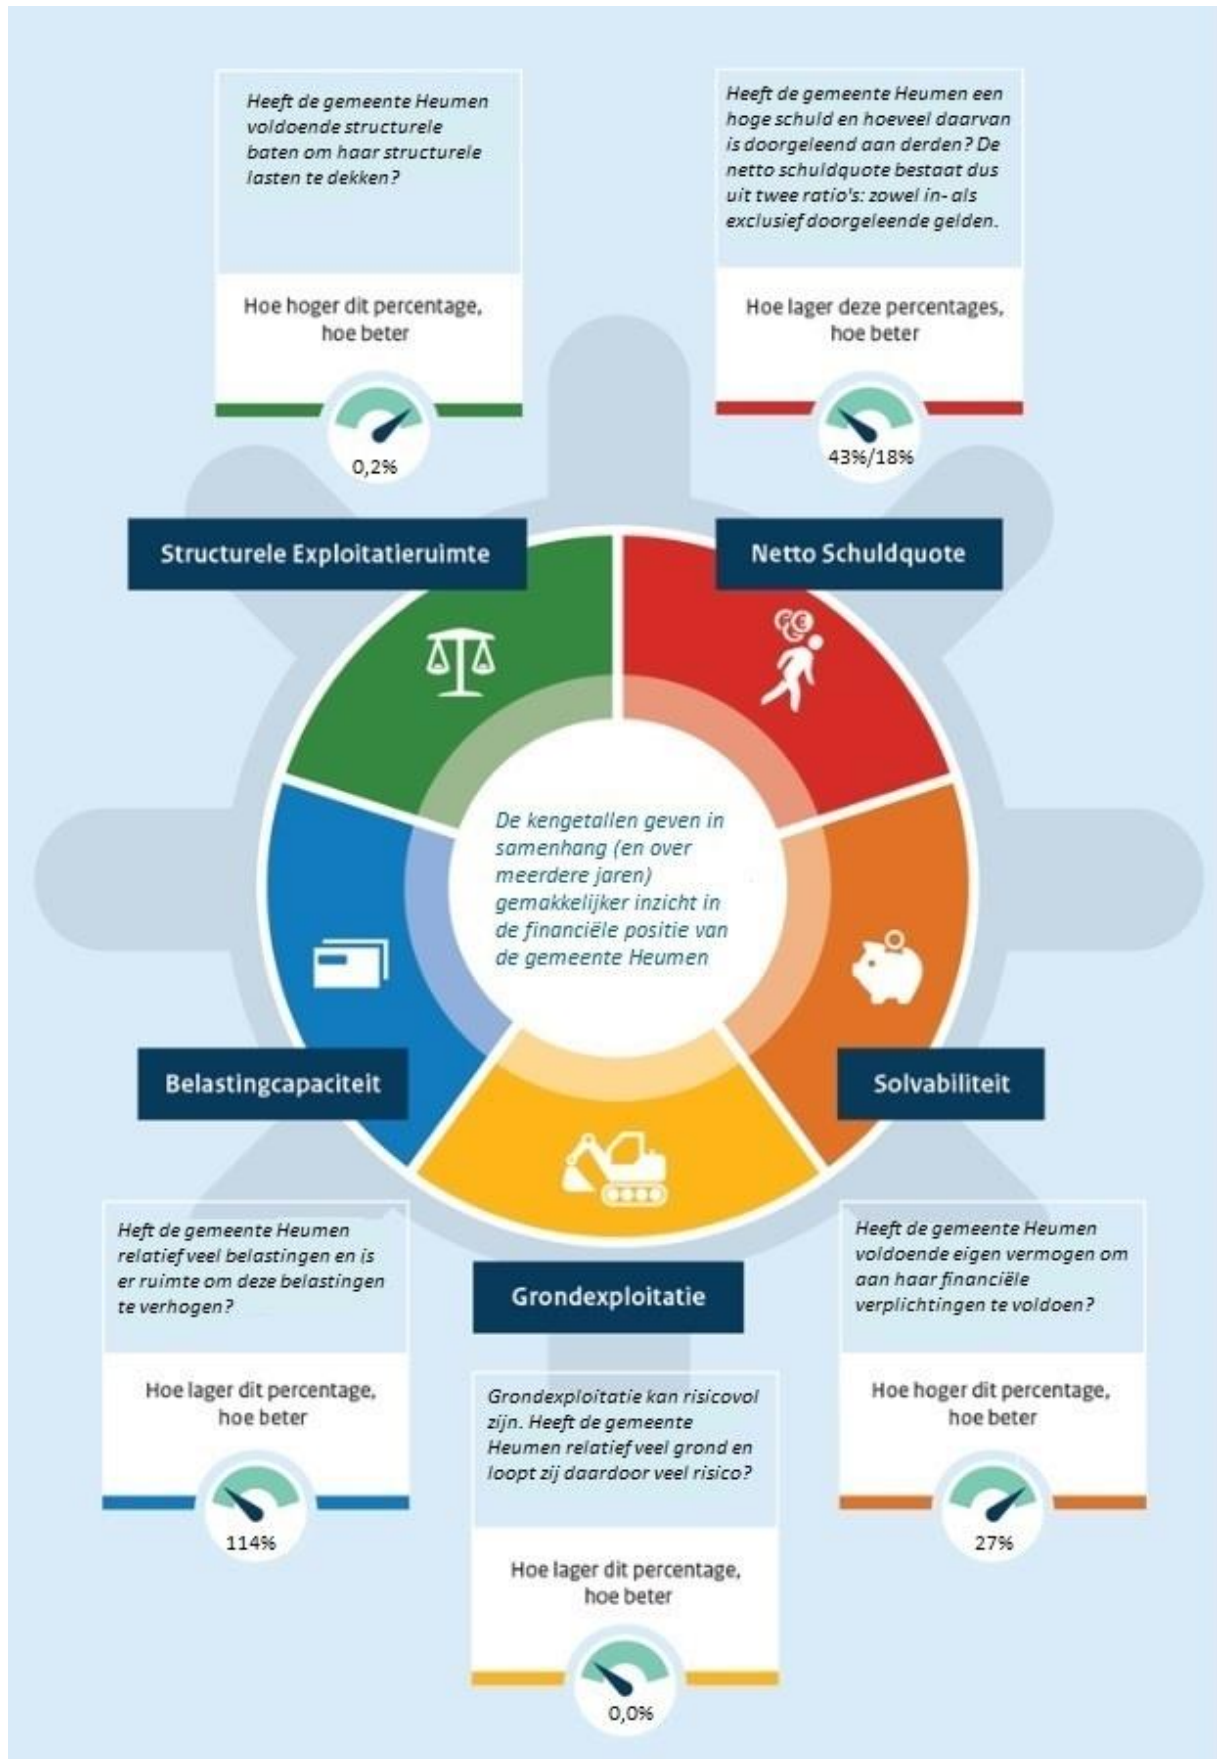 Heeft de gemeente Heumen
voldoende structurele
baten om haar structurele
lasten te dekken?
Hoe hoger dit percentage,
hoe beter
0,2%
Structurele Exploitatieruimte
Heeft de gemeente Heumen een
hoge schuld en hoeveel daarvan
is doorgeleend aan derden? De
netto schuldquote bestaat dus
uit twee ratio's: zowel in- als
exclusief doorgeleende gelden.
Hoe lager deze percentages,
hoe beter
43%/18%
Netto Schuldquote
De kengetallen geven in
samenhang (en over
meerdere jaren)
gemakkelijker inzicht in
de financiële positie van
de gemeente Heumen
Belastingcapaciteit
Heft de gemeente Heumen
relatief veel belastingen en is
er ruimte om deze belastingen
te verhogen?
Hoe lager dit percentage,
hoe beter
114%
Grondexploitatie
Grondexploitatie kan risicovol
zijn. Heeft de gemeente
Heumen relatief veel grond en
loopt zij daardoor veel risico?
Hoe lager dit percentage,
hoe beter
0,0%
Solvabiliteit
Heeft de gemeente Heumen
voldoende eigen vermogen om
aan haar financiële
verplichtingen te voldoen?
Hoe hoger dit percentage,
hoe beter
27%